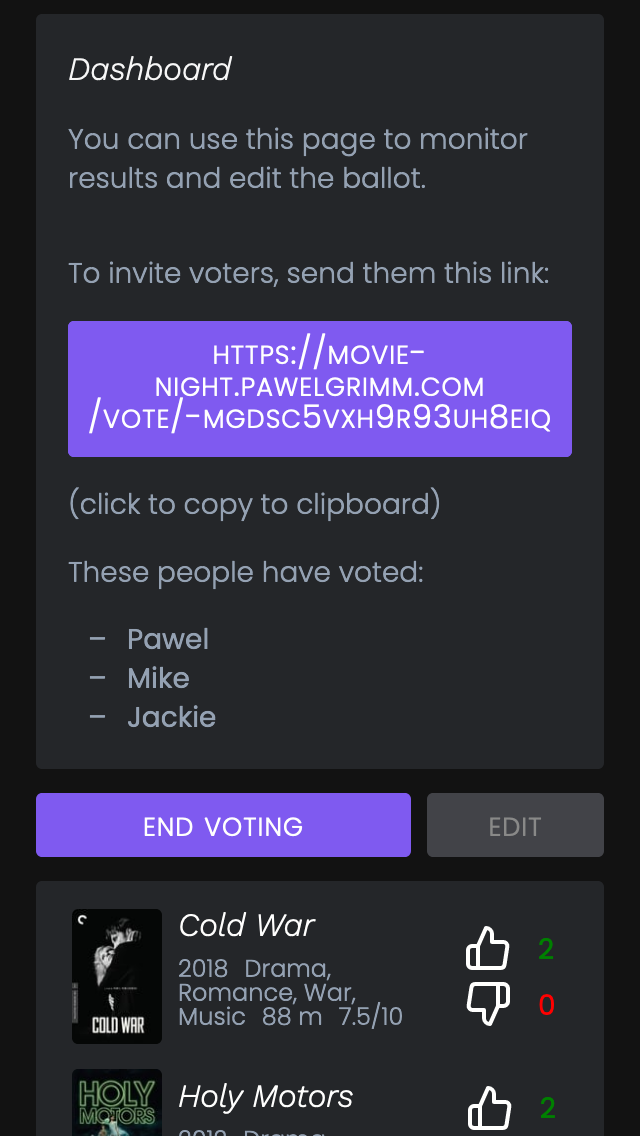 Dashboard
You can use this page to monitor
results and edit the ballot.
To invite voters, send them this link:
HTTPS://MOVIE-
NIGHT.PAWELGRIMM.COM
/VOTE/-MGDSC5VXH9R93UH8EIQ
(click to copy to clipboard)
These people have voted:
– Pawel
– Mike
– Jackie
END VOTING
EDIT
COLD WAR
Cold War
2018 Drama,
Romance, War,
Music 88 m 7.5/10
2
0
HOLY
MOTORS
Holy Motors
2
2012 Drama